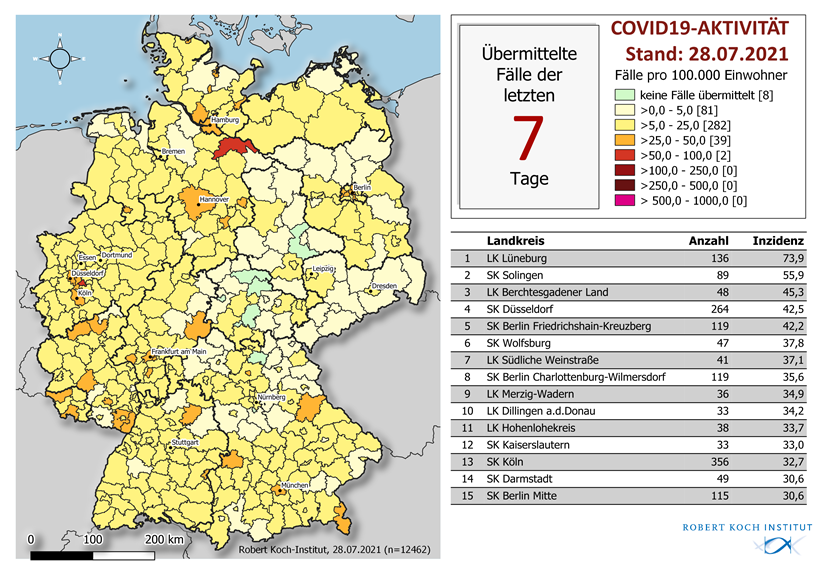 Hamburg
Bremen
Berlin
Hannover
Essen
Dortmund
Düsseldorf
Köln
Leipzig
Dresden
Frankfurt am Main
Nürnberg
Stuttgart
München
0 100 200 km
Robert Koch-Institut, 28.07.2021 (n=12462)
Übermittelte
Fälle der
letzten
7
Tage
COVID19-AKTIVITÄT
Stand: 28.07.2021
Fälle pro 100.000 Einwohner
keine Fälle übermittelt [8]
>0,0 - 5,0 [81]
>5,0 - 25,0 [282]
>25,0 - 50,0 [39]
>50,0 - 100,0 [2]
>100,0 - 250,0 [0]
>250,0 - 500,0 [0]
> 500,0 - 1000,0 [0]
Landkreis Anzahl Inzidenz
1 LK Lüneburg 136 73,9
2 SK Solingen 89 55,9
3 LK Berchtesgadener Land 48 45,3
4 SK Düsseldorf 264 42,5
5 SK Berlin Friedrichshain-Kreuzberg 119 42,2
6 SK Wolfsburg 47 37,8
7 LK Südliche Weinstraße 41 37,1
8 SK Berlin Charlottenburg-Wilmersdorf 119 35,6
9 LK Merzig-Wadern 36 34,9
10 LK Dillingen a.d.Donau 33 34,2
11 LK Hohenlohekreis 38 33,7
12 SK Kaiserslautern 33 33,0
13 SK Köln 356 32,7
14 SK Darmstadt 49 30,6
15 SK Berlin Mitte 115 30,6
ROBERT KOCH INSTITUT